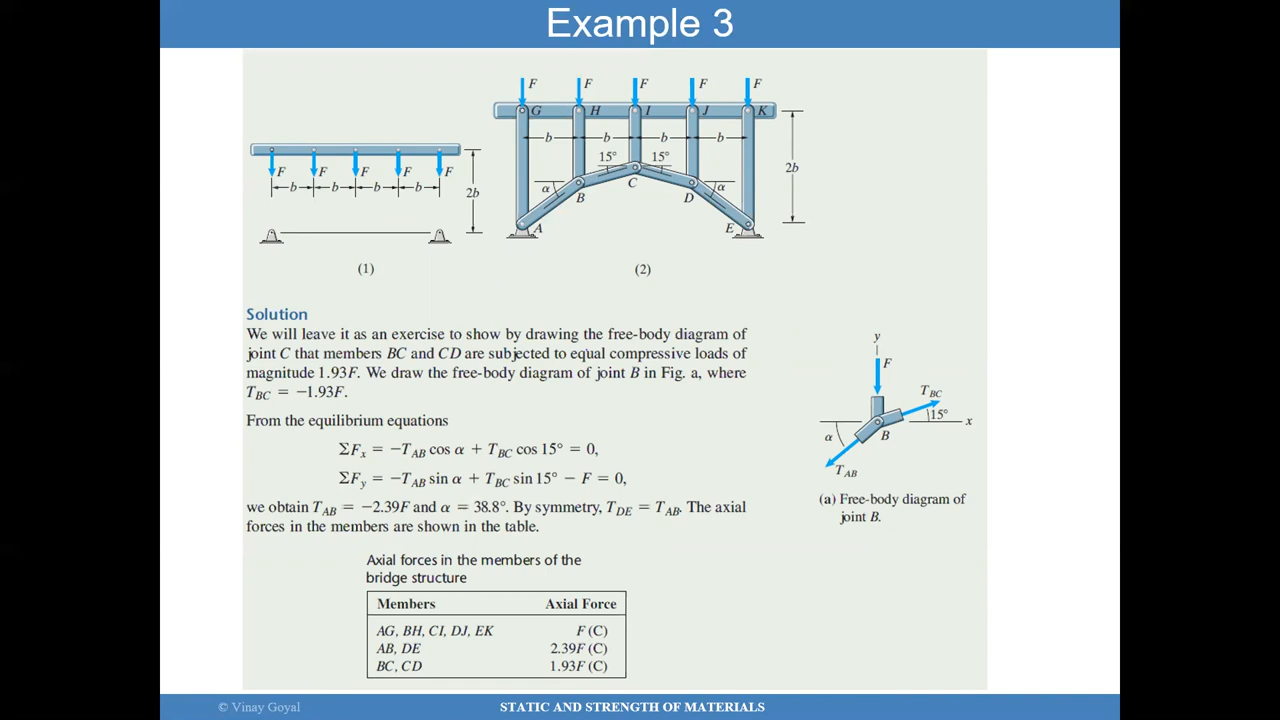 Example 3
F F F F F
G H I J K
b b b b
15° 15°
2b
F F F F F
b b b b
2b
α B C D α
A E
(1)
(2)
Solution
We will leave it as an exercise to show by drawing the free-body diagram of
joint C that members BC and CD are subjected to equal compressive loads of
magnitude 1.93F. We draw the free-body diagram of joint B in Fig. a, where
T_BC = −1.93F.
From the equilibrium equations
ΣF_x = −T_AB cos α + T_BC cos 15° = 0,
ΣF_y = −T_AB sin α + T_BC sin 15° − F = 0,
we obtain T_AB = −2.39F and α = 38.8°. By symmetry, T_DE = T_AB. The axial
forces in the members are shown in the table.
y
F
T_BC
15°
x
α
B
T_AB
(a) Free-body diagram of
joint B.
Axial forces in the members of the
bridge structure
Members Axial Force
AG, BH, CI, DJ, EK F (C)
AB, DE 2.39F (C)
BC, CD 1.93F (C)
© Vinay Goyal
STATIC AND STRENGTH OF MATERIALS